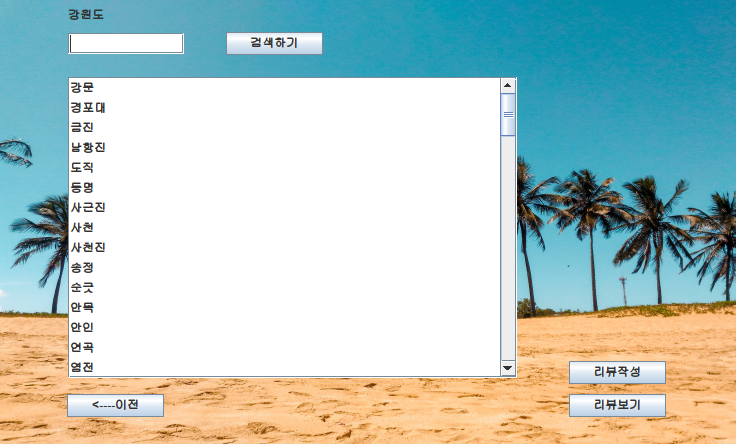 강원도
검색하기
강문
경포대
금진
남항진
도직
등명
사근진
사천
사천진
송정
순긋
안목
안인
연곡
염전
리뷰작성
<----이전
리뷰보기